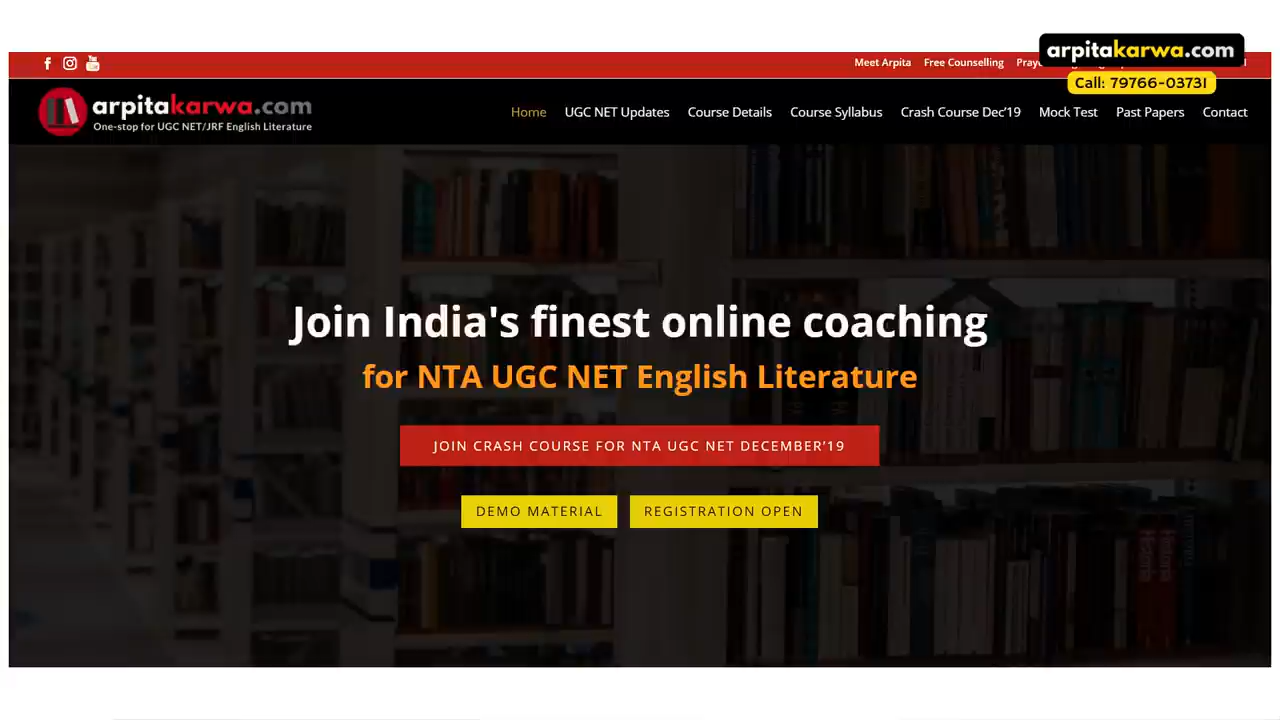 arpitakarwa.com
Call: 79766-03731
Meet Arpita Free Counselling
arpitakarwa.com
One-stop for UGC NET/JRF English Literature
Home UGC NET Updates Course Details Course Syllabus Crash Course Dec'19 Mock Test Past Papers Contact
Join India's finest online coaching
for NTA UGC NET English Literature
JOIN CRASH COURSE FOR NTA UGC NET DECEMBER'19
DEMO MATERIAL REGISTRATION OPEN